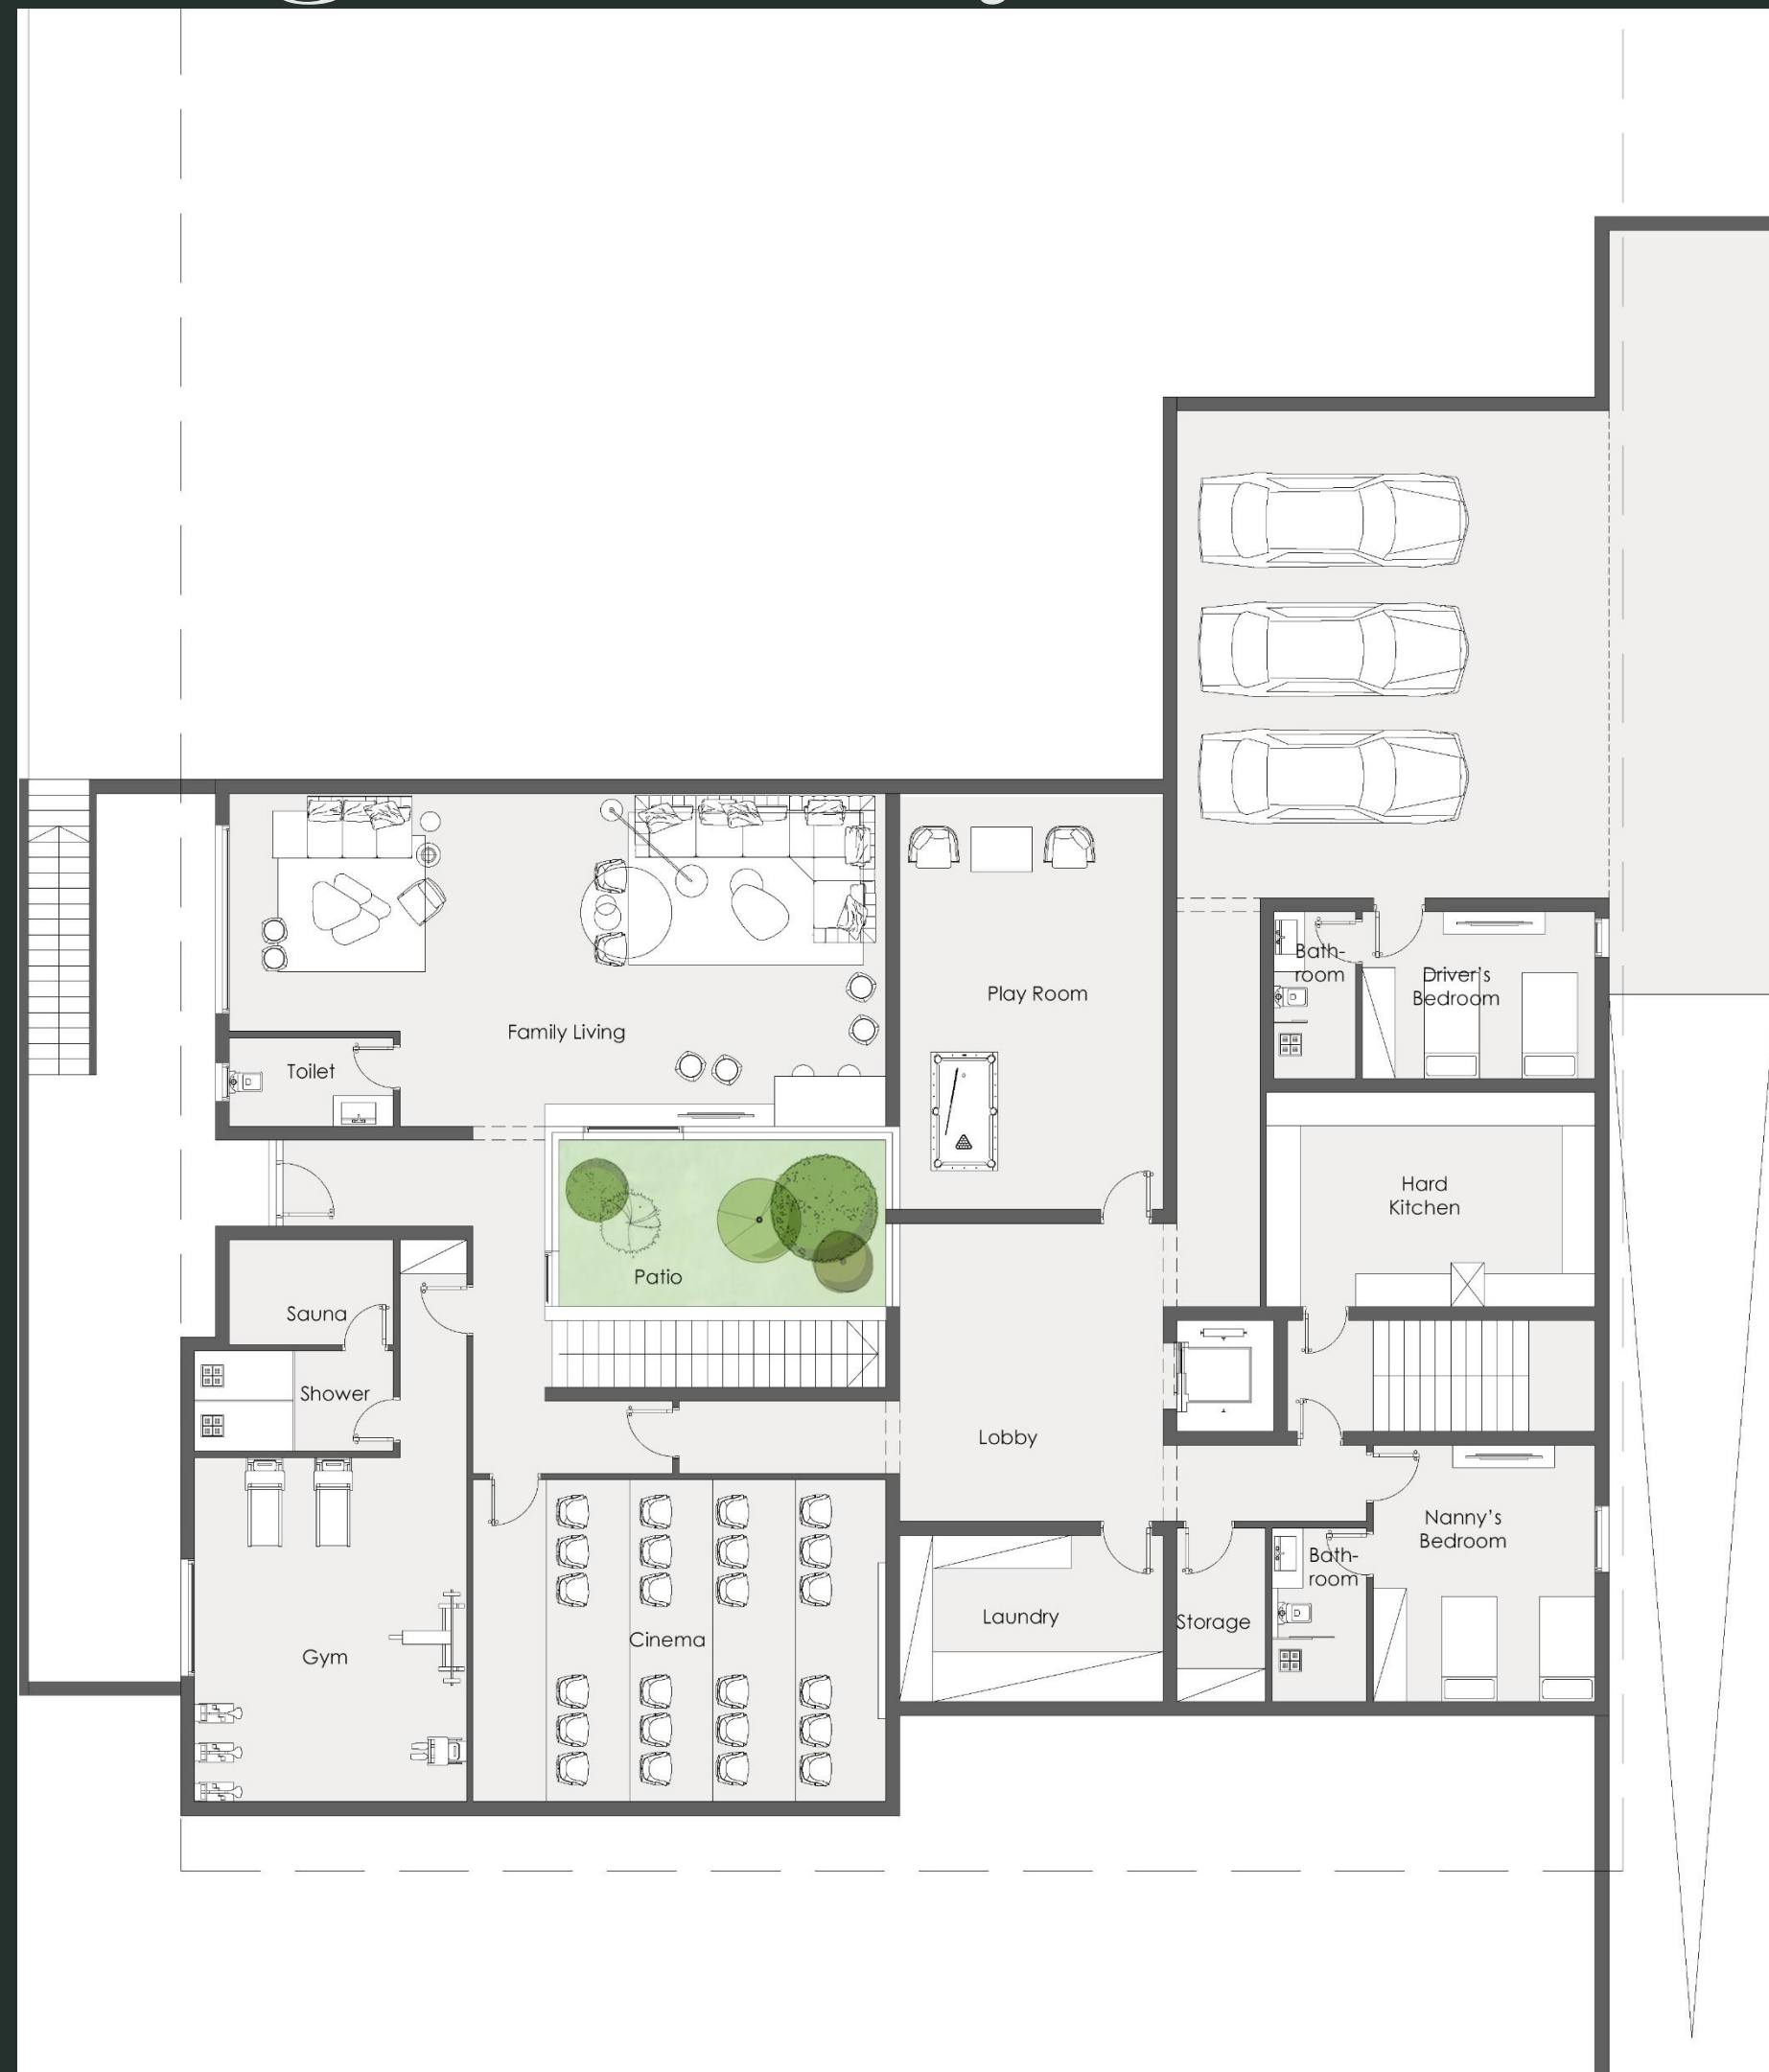 Bath-
room
Driver's
Bedroom
Play Room
Family Living
Toilet
Hard
Kitchen
Patio
Sauna
Shower
Lobby
Nanny's
Bedroom
Bath-
room
Laundry
Storage
Cinema
Gym